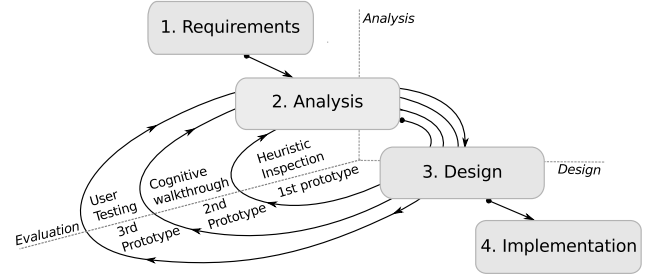 1. Requirements
Analysis
2. Analysis
Heuristic
Inspection
Cognitive
walkthrough
User
Testing
1st prototype
2nd
Prototype
3rd
Prototype
Evaluation
3. Design
Design
4. Implementation